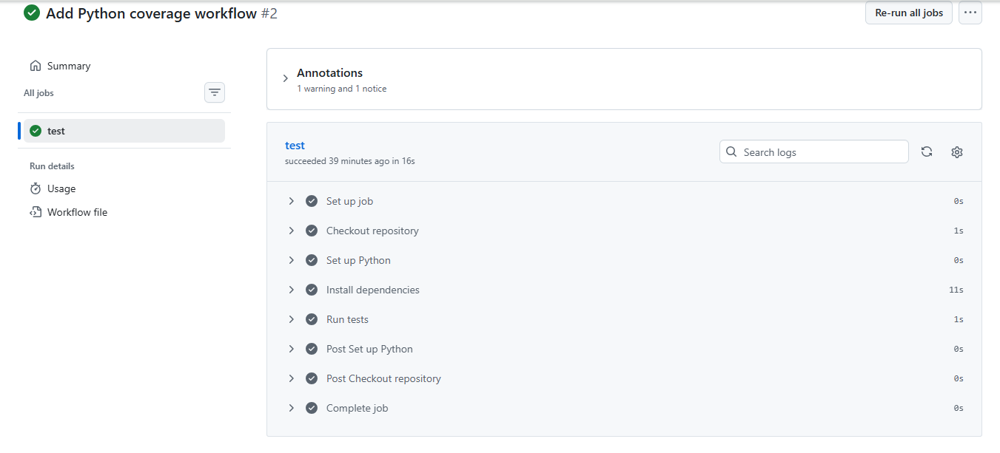 Add Python coverage workflow #2
Re-run all jobs
Summary
All jobs
test
Run details
Usage
Workflow file
Annotations
1 warning and 1 notice
test
succeeded 39 minutes ago in 16s
Search logs
Set up job 0s
Checkout repository 1s
Set up Python 0s
Install dependencies 11s
Run tests 1s
Post Set up Python 0s
Post Checkout repository 0s
Complete job 0s